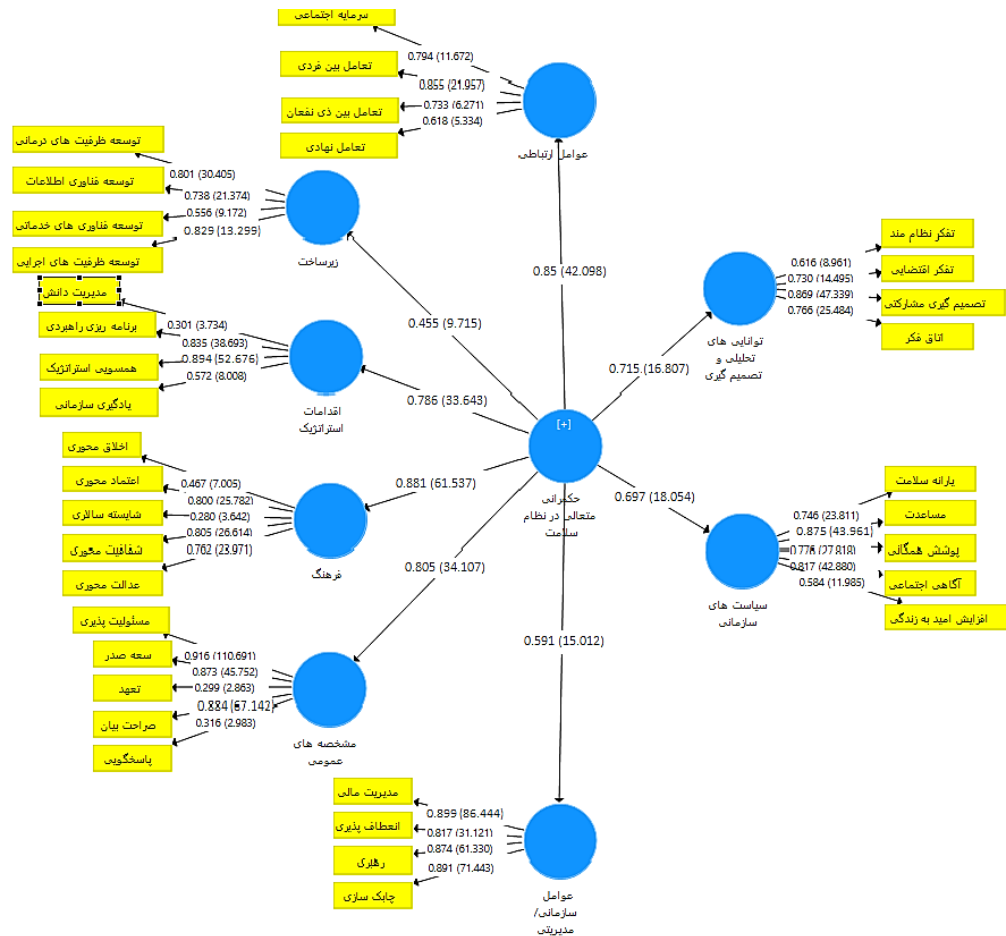 سرمایه اجتماعی
تعامل بین فردی
تعامل بین ذی نفعان
تعامل نهادی
0.794 (11.672)
0.855 (21.957)
0.733 (6.271)
0.618 (5.334)
عوامل ارتباطی
توسعه ظرفیت های درمانی
توسعه فناوری اطلاعات
توسعه فناوری های خدماتی
توسعه ظرفیت های اجرایی
0.801 (30.405)
0.738 (21.374)
0.556 (9.172)
0.829 (13.299)
زیرساخت
مدیریت دانش
برنامه ریزی راهبردی
همسویی استراتژیک
یادگیری سازمانی
0.301 (3.734)
0.835 (38.693)
0.894 (52.676)
0.572 (8.008)
اقدامات
استراتژیک
اخلاق محوری
اعتماد محوری
شایسته سالاری
شفافیت محوری
عدالت محوری
0.467 (7.005)
0.800 (25.782)
0.280 (3.642)
0.805 (26.614)
0.762 (23.971)
فرهنگ
مسئولیت پذیری
سعه صدر
تعهد
صراحت بیان
پاسخگویی
0.916 (110.691)
0.873 (45.752)
0.299 (2.863)
0.884 (67.142)
0.316 (2.983)
مشخصه های
عمومی
مدیریت مالی
انعطاف پذیری
رهبری
چابک سازی
0.899 (86.444)
0.817 (31.121)
0.874 (61.330)
0.891 (71.443)
عوامل
سازمانی/
مدیریتی
تفکر نظام مند
تفکر اقتضایی
تصمیم گیری مشارکتی
اتاق فکر
0.616 (8.961)
0.730 (14.495)
0.869 (47.339)
0.766 (25.484)
توانایی های
تحلیلی و
تصمیم گیری
یارانه سلامت
مساعدت
پوشش همگانی
آگاهی اجتماعی
افزایش امید به زندگی
0.746 (23.811)
0.875 (43.961)
0.776 (27.818)
0.817 (42.880)
0.584 (11.985)
سیاست های
سازمانی
[+]
حکمرانی
متعالی در نظام
سلامت
0.85 (42.098)
0.455 (9.715)
0.715 (16.807)
0.786 (33.643)
0.881 (61.537)
0.697 (18.054)
0.805 (34.107)
0.591 (15.012)